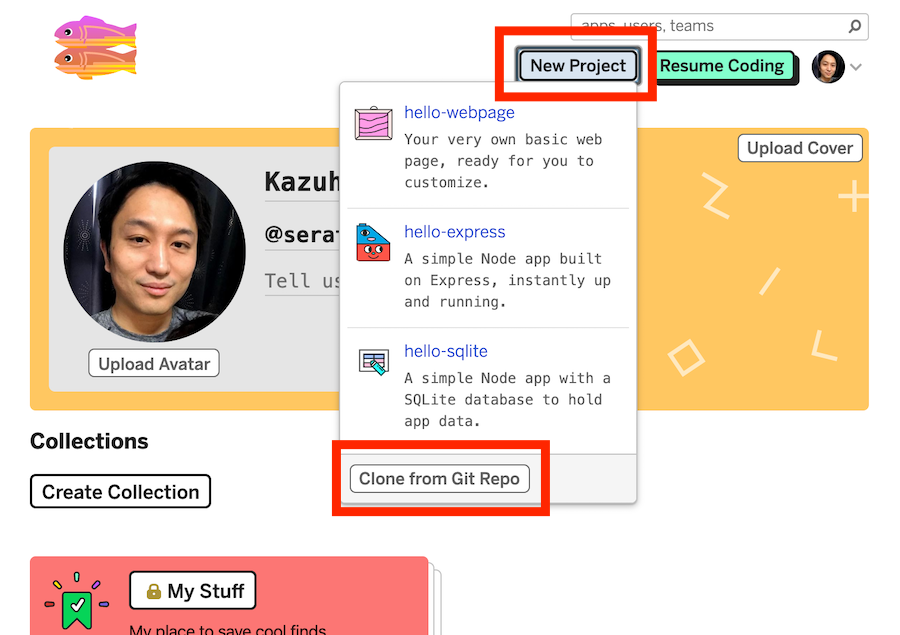 apps, users, teams
New Project
Resume Coding
hello-webpage
Your very own basic web
page, ready for you to
customize.
hello-express
A simple Node app built
on Express, instantly up
and running.
hello-sqlite
A simple Node app with a
SQLite database to hold
app data.
Clone from Git Repo
Upload Cover
Kazuh
@sera
Tell us
Upload Avatar
Collections
Create Collection
My Stuff
My place to save cool finds